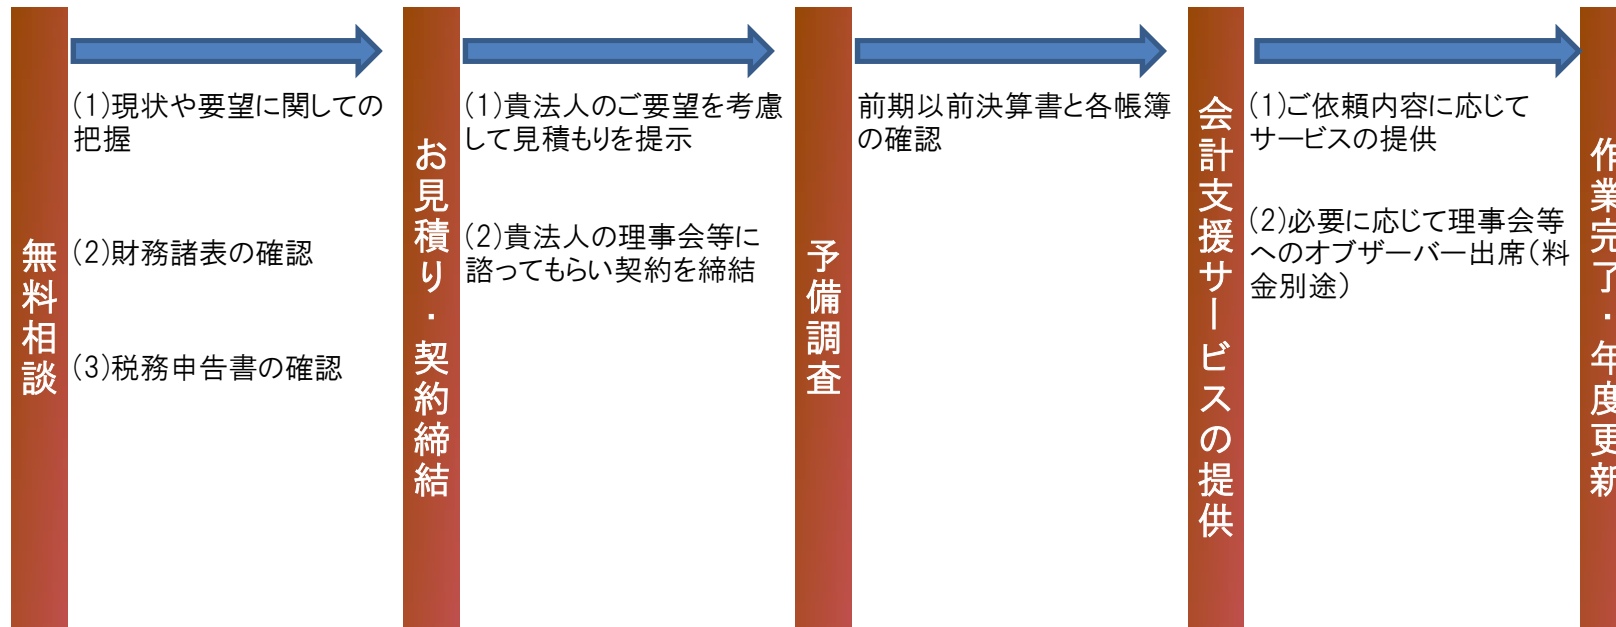 無料相談
(1)現状や要望に関しての
把握
(2)財務諸表の確認
(3)税務申告書の確認
お見積り・契約締結
(1)貴法人のご要望を考慮
して見積もりを提示
(2)貴法人の理事会等に
諮ってもらい契約を締結
予備調査
前期以前決算書と各帳簿
の確認
会計支援サービスの提供
(1)ご依頼内容に応じて
サービスの提供
(2)必要に応じて理事会等
へのオブザーバー出席(料
金別途)
作業完了・年度更新